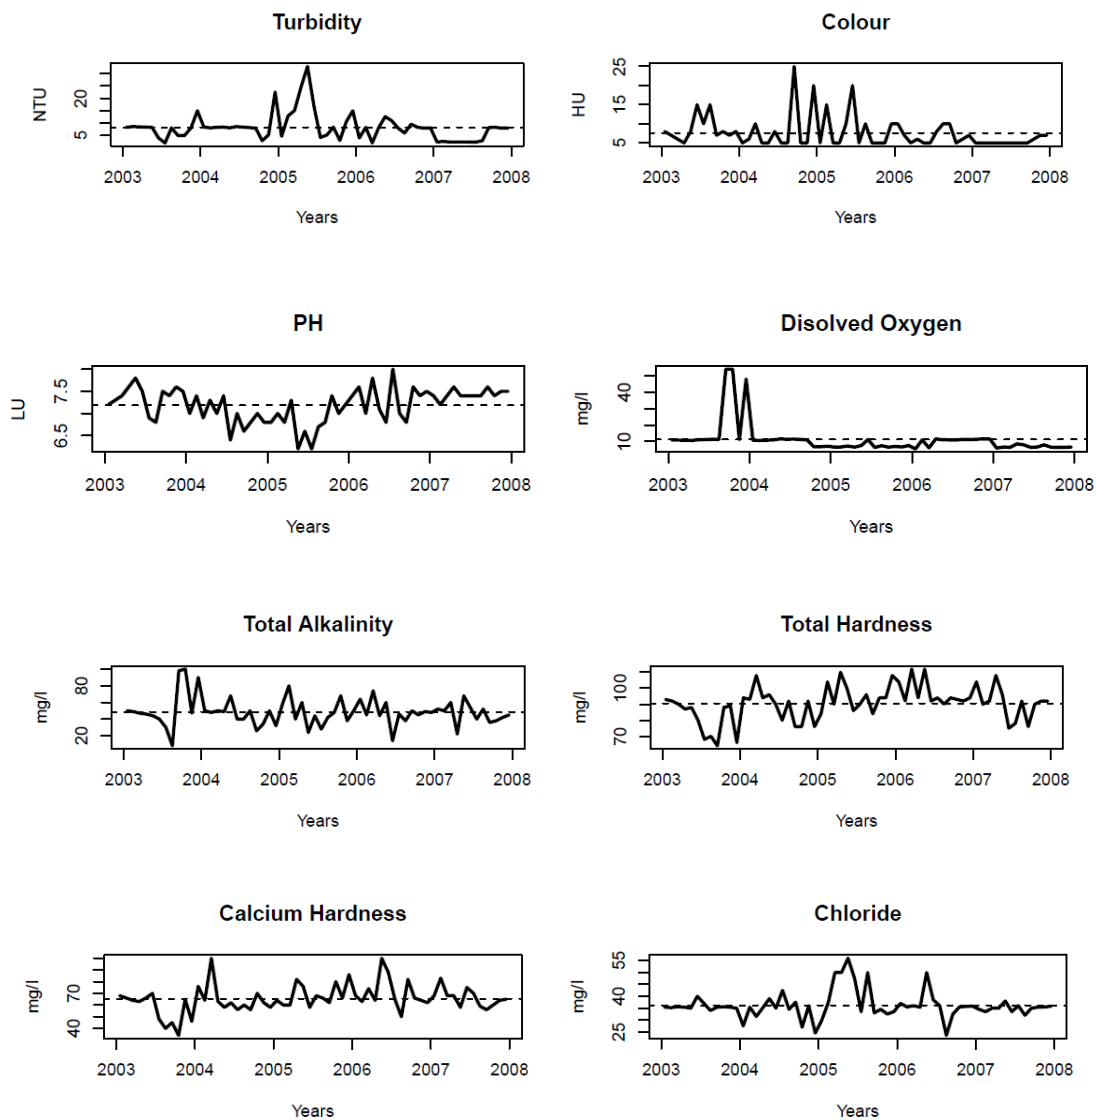 Turbidity
NTU
20
5
2003 2004 2005 2006 2007 2008
Years
Colour
HU
25
15
5
2003 2004 2005 2006 2007 2008
Years
PH
LU
7.5
6.5
2003 2004 2005 2006 2007 2008
Years
Disolved Oxygen
mg/l
40
10
2003 2004 2005 2006 2007 2008
Years
Total Alkalinity
mg/l
80
20
2003 2004 2005 2006 2007 2008
Years
Total Hardness
mg/l
100
70
2003 2004 2005 2006 2007 2008
Years
Calcium Hardness
mg/l
70
40
2003 2004 2005 2006 2007 2008
Years
Chloride
mg/l
55
40
25
2003 2004 2005 2006 2007 2008
Years